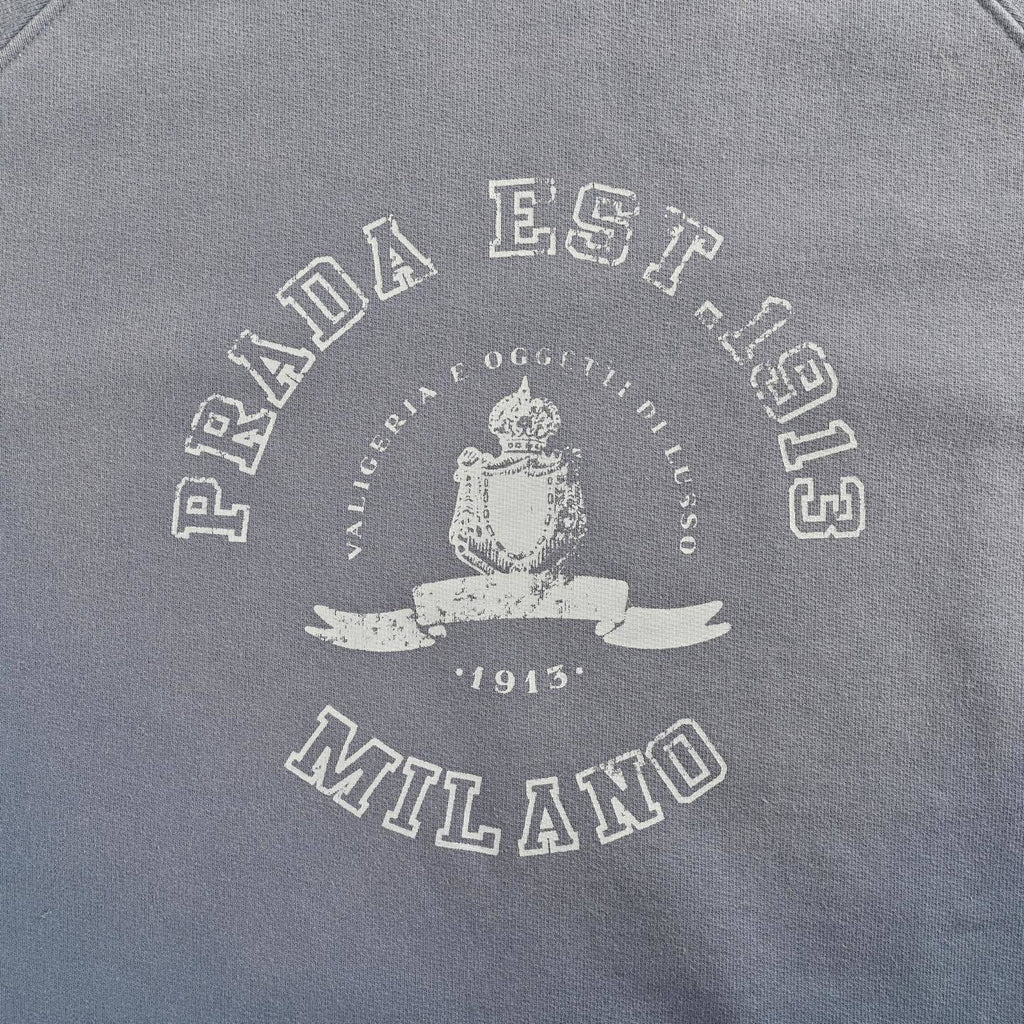 PRADA EST.1913
VALIGERIA E OGGETTI DI LUSSO
·1913·
MILANO